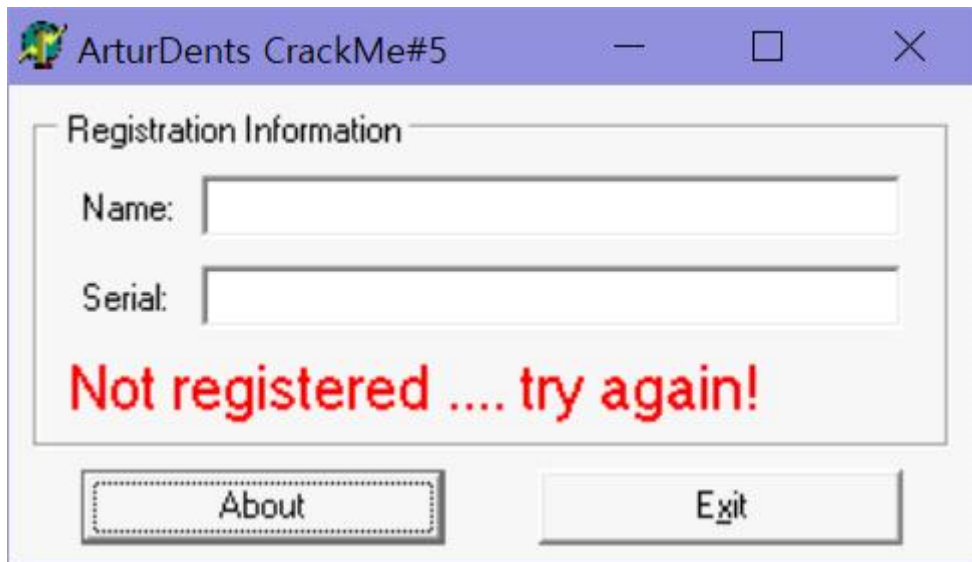 ArturDents CrackMe#5
Registration Information
Name:
Serial:
Not registered .... try again!
About
Exit